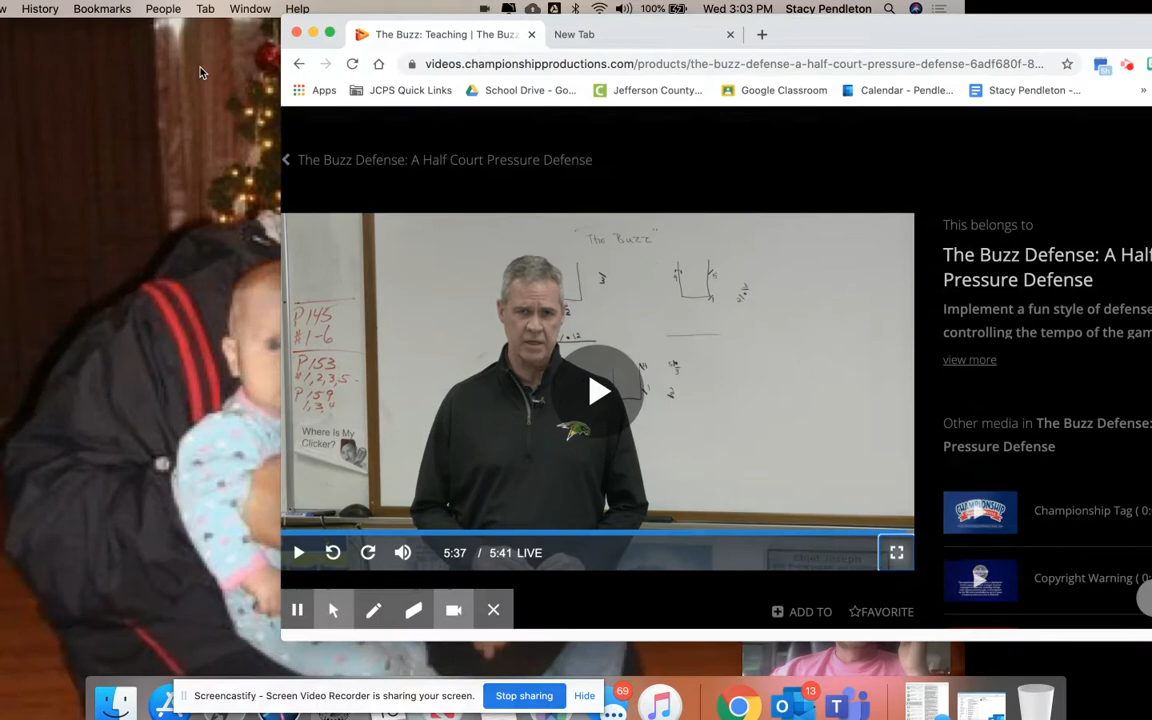 History People Tab Window Help 100% Wed 3:03 PM Stacy Pendleton
The Buzz: Teaching | The Buzz
New Tab
videos.championshipproductions.com/products/the-buzz-defense-a-half-court-pressure-defense-6adf680f-8...
Apps JCPS Quick Links School Drive - Go... Jefferson County,... Google Classroom Calendar - Pendle... Stacy Pendleton -... »
The Buzz Defense: A Half Court Pressure Defense
"The Buzz"
P145
#1-6
P153
#1,2,3,5-
P159
1,3,4
Where Is My
Clicker?
This belongs to
The Buzz Defense: A Half
Pressure Defense
Implement a fun style of defense
controlling the tempo of the gam
view more
Other media in The Buzz Defense:
Pressure Defense
CHAMPIONSHIP
Championship Tag ( 0:
Copyright Warning ( 0:
5:37 / 5:41 LIVE
ADD TO FAVORITE
Screencastify - Screen Video Recorder is sharing your screen. Stop sharing Hide
69
13